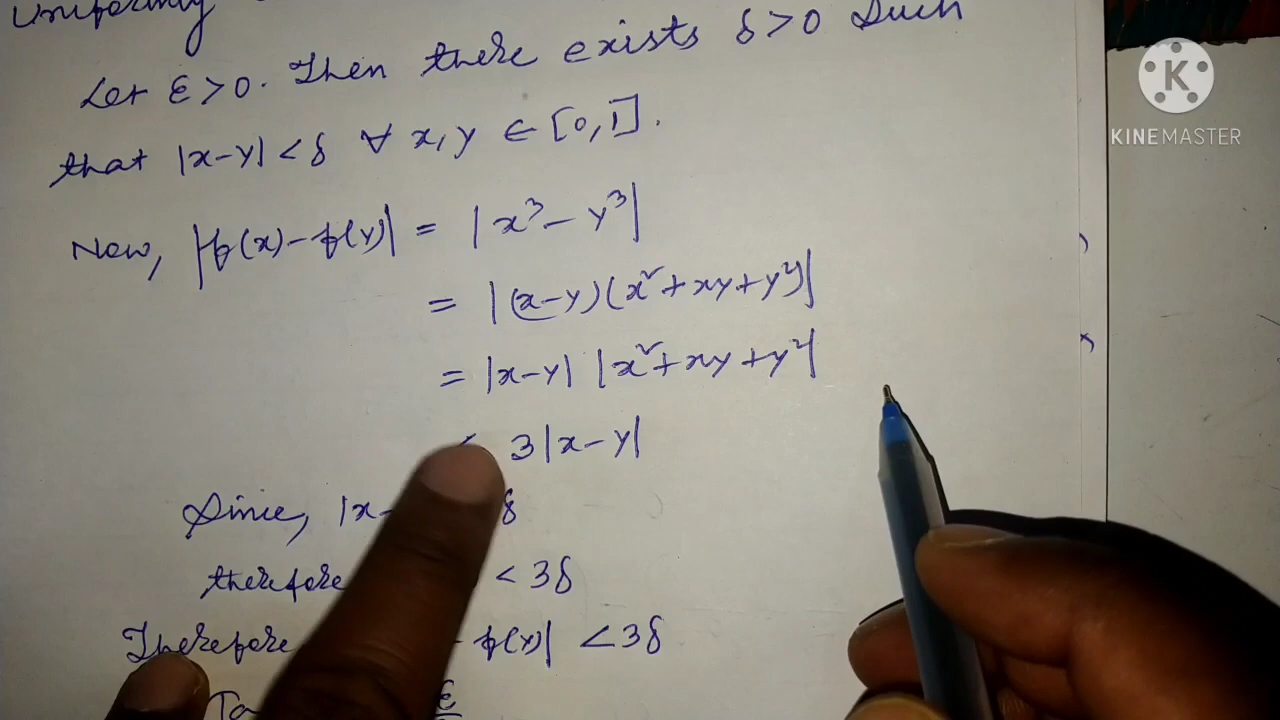 Uniformly
Let ε>0. Then there exists δ>0 such
that |x-y| < δ ∀ x, y ∈ [0, 1].
Now, |f(x)-f(y)| = |x³- y³|
= |(x-y)(x²+xy+y²)|
= |x-y| |x²+xy+y²|
3|x-y|
Since, |x- δ
therefore < 3δ
Therefore - f(y)| < 3δ
ε
K
KINEMASTER